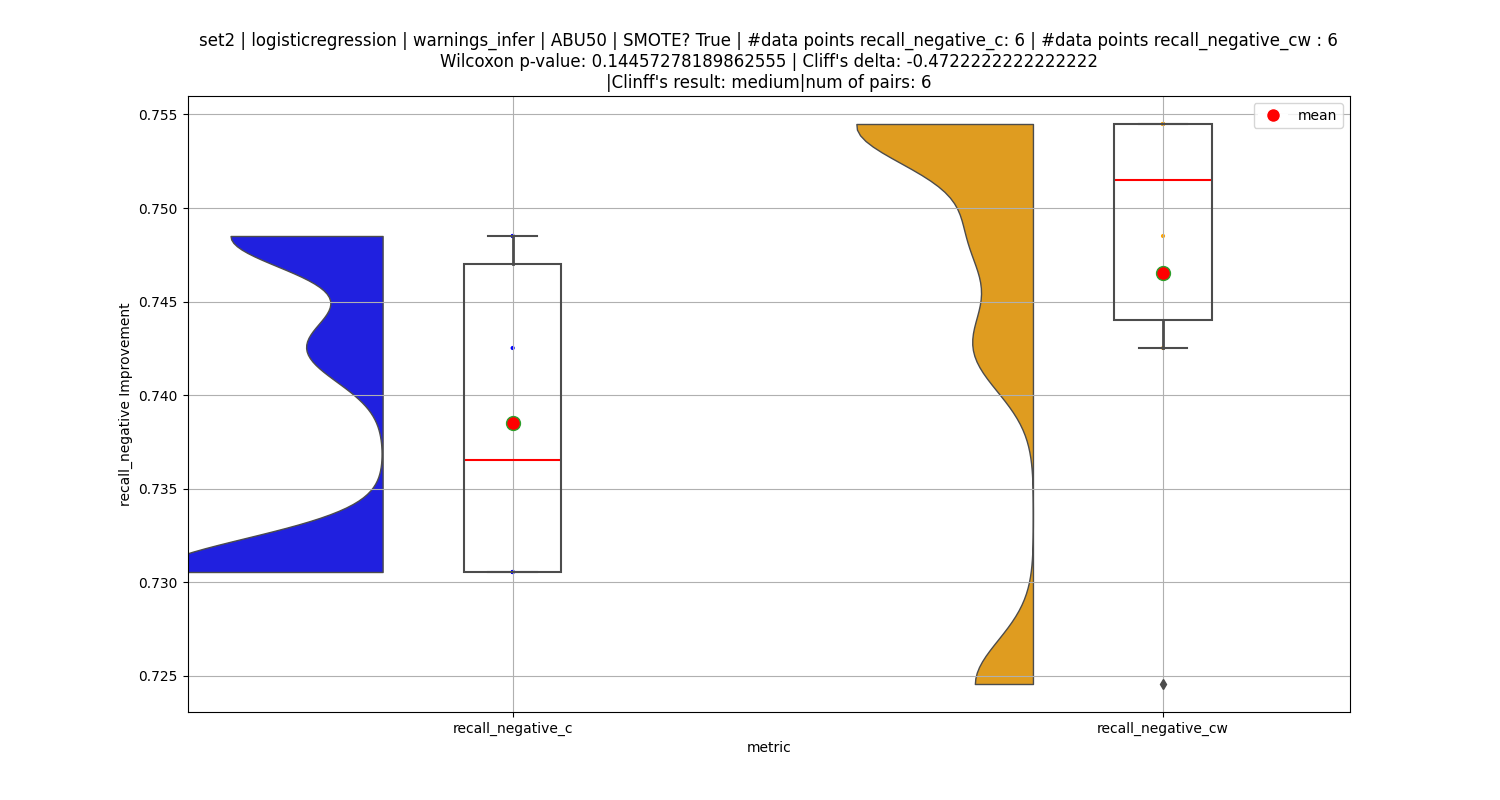 set2 | logisticregression | warnings_infer | ABU50 | SMOTE? True | #data points recall_negative_c: 6 | #data points recall_negative_cw : 6
Wilcoxon p-value: 0.14457278189862555 | Cliff's delta: -0.4722222222222222
|Clinff's result: medium|num of pairs: 6
mean
0.755
0.750
0.745
0.740
0.735
0.730
0.725
recall_negative Improvement
recall_negative_c
recall_negative_cw
metric